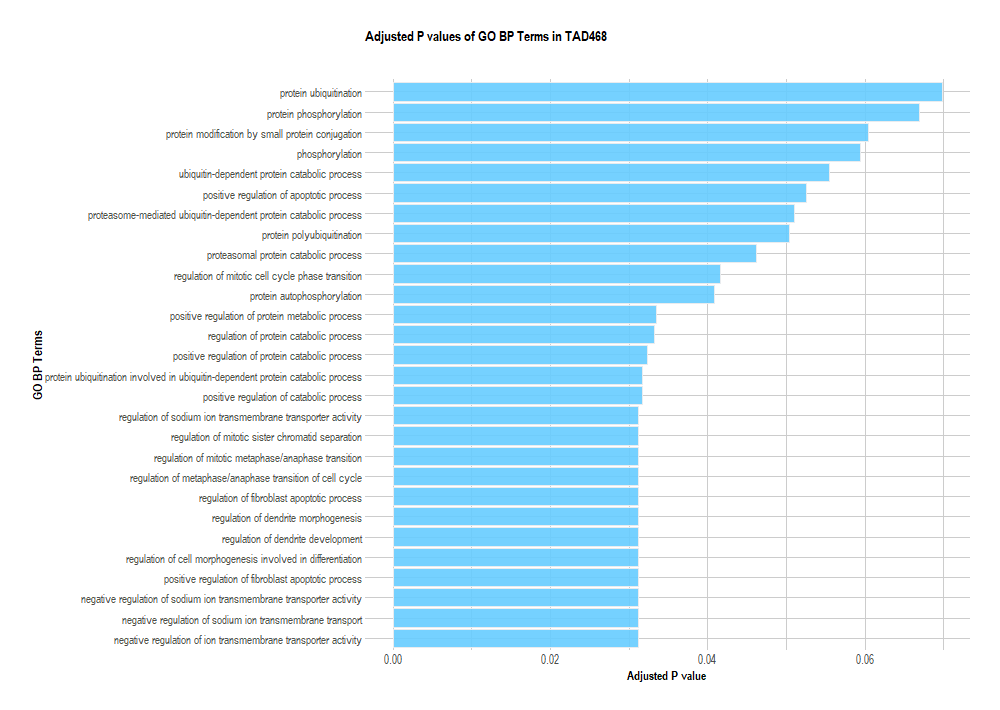 Adjusted P values of GO BP Terms in TAD468
protein ubiquitination
protein phosphorylation
protein modification by small protein conjugation
phosphorylation
ubiquitin-dependent protein catabolic process
positive regulation of apoptotic process
proteasome-mediated ubiquitin-dependent protein catabolic process
protein polyubiquitination
proteasomal protein catabolic process
regulation of mitotic cell cycle phase transition
protein autophosphorylation
positive regulation of protein metabolic process
regulation of protein catabolic process
positive regulation of protein catabolic process
protein ubiquitination involved in ubiquitin-dependent protein catabolic process
positive regulation of catabolic process
regulation of sodium ion transmembrane transporter activity
regulation of mitotic sister chromatid separation
regulation of mitotic metaphase/anaphase transition
regulation of metaphase/anaphase transition of cell cycle
regulation of fibroblast apoptotic process
regulation of dendrite morphogenesis
regulation of dendrite development
regulation of cell morphogenesis involved in differentiation
positive regulation of fibroblast apoptotic process
negative regulation of sodium ion transmembrane transporter activity
negative regulation of sodium ion transmembrane transport
negative regulation of ion transmembrane transporter activity
GO BP Terms
0.00 0.02 0.04 0.06
Adjusted P value